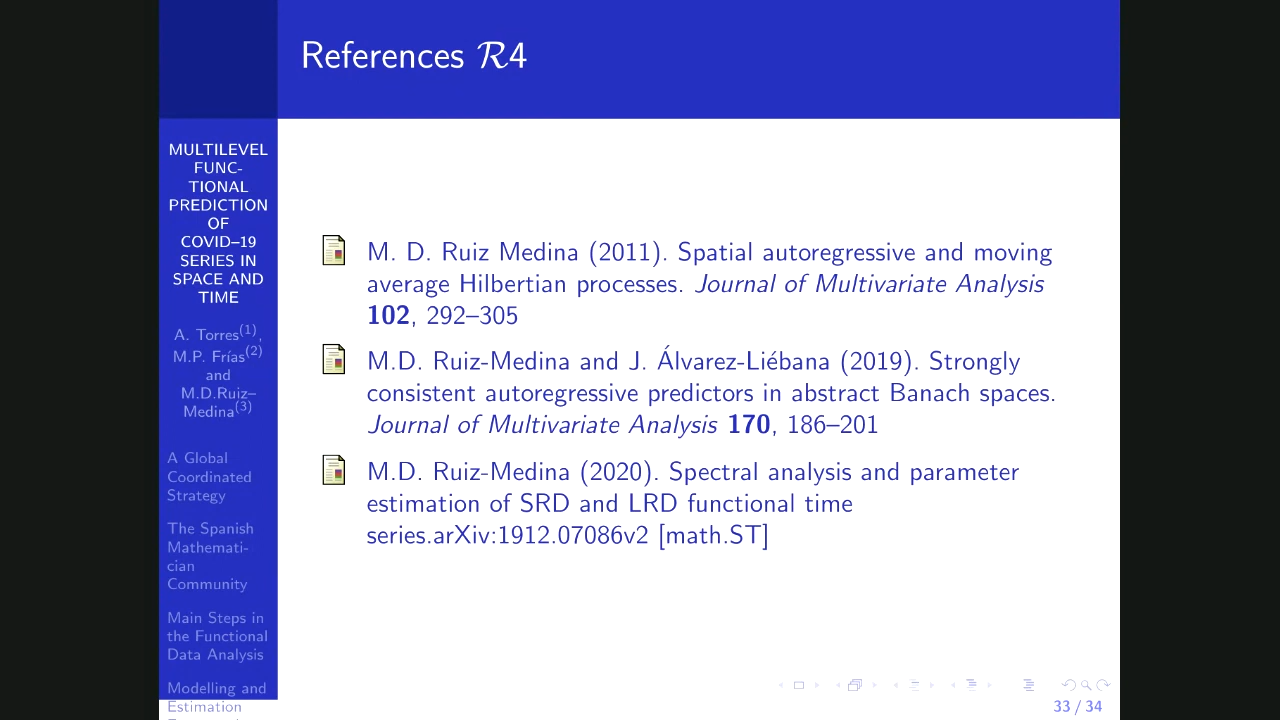 References R4
MULTILEVEL
FUNC-
TIONAL
PREDICTION
OF
COVID–19
SERIES IN
SPACE AND
TIME
A. Torres(1),
M.P. Frías(2)
and
M.D.Ruiz–
Medina(3)
A Global
Coordinated
Strategy
The Spanish
Mathemati-
cian
Community
Main Steps in
the Functional
Data Analysis
Modelling and
Estimation
M. D. Ruiz Medina (2011). Spatial autoregressive and moving
average Hilbertian processes. Journal of Multivariate Analysis
102, 292–305
M.D. Ruiz-Medina and J. Álvarez-Liébana (2019). Strongly
consistent autoregressive predictors in abstract Banach spaces.
Journal of Multivariate Analysis 170, 186–201
M.D. Ruiz-Medina (2020). Spectral analysis and parameter
estimation of SRD and LRD functional time
series.arXiv:1912.07086v2 [math.ST]
33 / 34